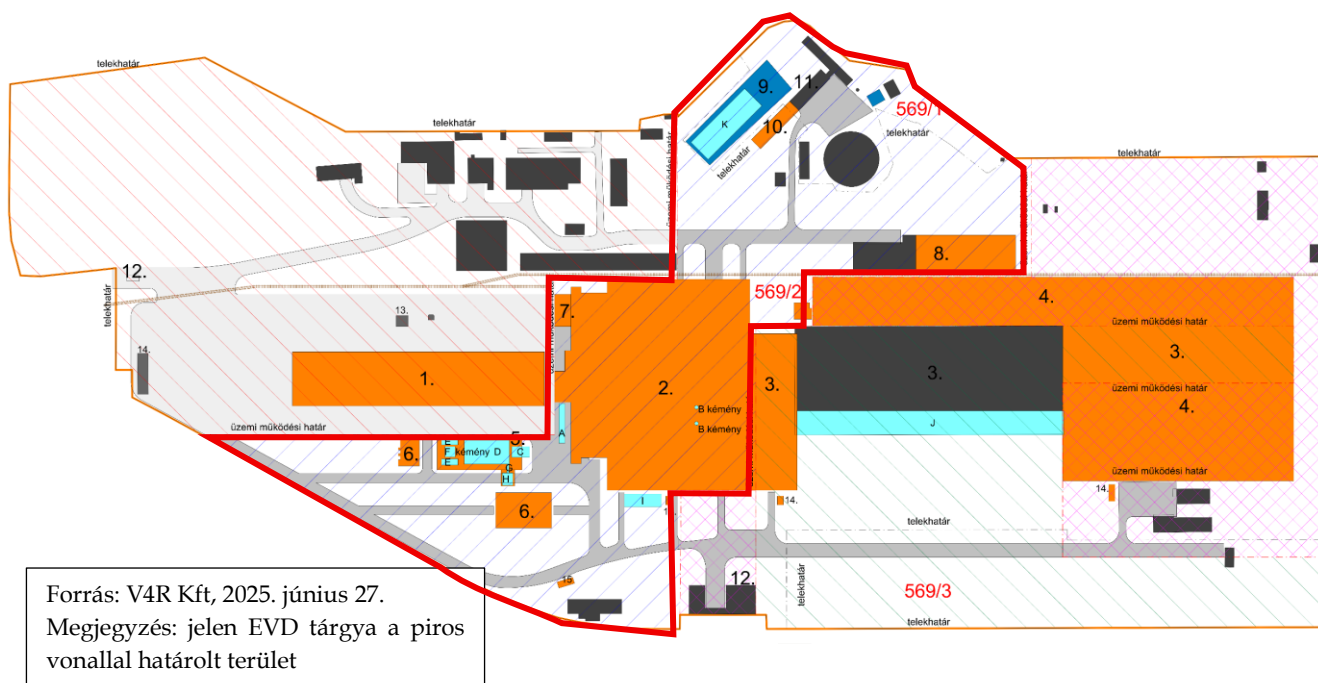 telekhatár
9.
11.
K
10.
569/1
telekhatár
telekhatár
telekhatár
telekhatár
üzemi működési határ
8.
12.
telekhatár
569/2
7.
4.
üzemi működési határ
13.
14.
1.
2.
3.
3.
3.
üzemi működési határ
4.
B kémény
B kémény
üzemi működési határ
A
J
5.
6.
E
F kémény D
C
E
G
H
üzemi működési határ
6.
I
14.
14.
telekhatár
15.
12.
569/3
telekhatár
telekhatár
Forrás: V4R Kft, 2025. június 27.
Megjegyzés: jelen EVD tárgya a piros
vonallal határolt terület